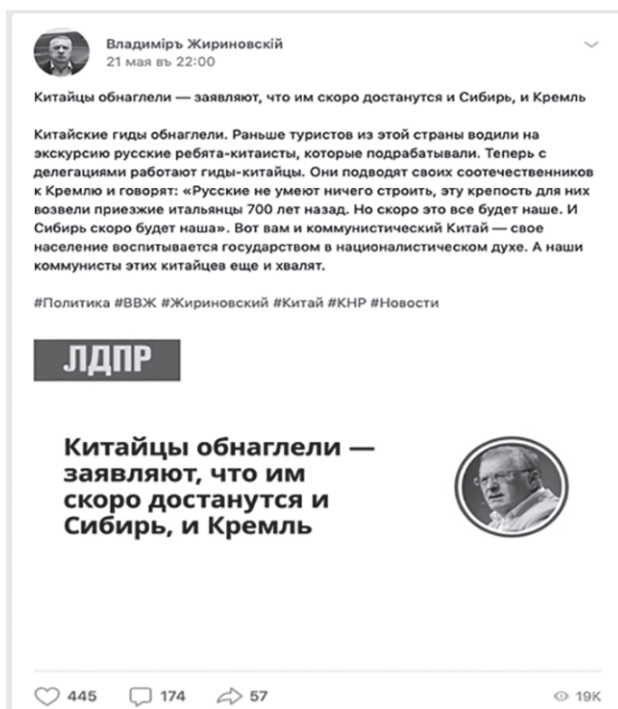 Владиміръ Жириновскій
21 мая въ 22:00
Китайцы обнаглели — заявляют, что им скоро достанутся и Сибирь, и Кремль
Китайские гиды обнаглели. Раньше туристов из этой страны водили на
экскурсию русские ребята-китаисты, которые подрабатывали. Теперь с
делегациями работают гиды-китайцы. Они подводят своих соотечественников
к Кремлю и говорят: «Русские не умеют ничего строить, эту крепость для них
возвели приезжие итальянцы 700 лет назад. Но скоро это все будет наше. И
Сибирь скоро будет наша». Вот вам и коммунистический Китай — свое
население воспитывается государством в националистическом духе. А наши
коммунисты этих китайцев еще и хвалят.
#Политика #ВВЖ #Жириновский #Китай #КНР #Новости
ЛДПР
Китайцы обнаглели —
заявляют, что им
скоро достанутся и
Сибирь, и Кремль
445 174 57 19K